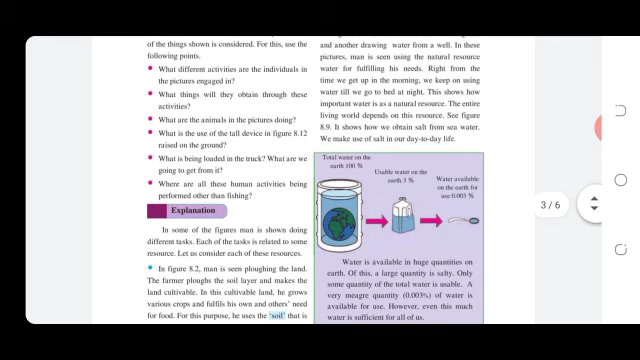 of the things shown is considered. For this, use the
following points.
What different activities are the individuals in
the pictures engaged in?
What things will they obtain through these
activities?
What are the animals in the pictures doing?
What is the use of the tall device in figure 8.12
raised on the ground?
What is being loaded in the truck? What are we
going to get from it?
Where are all these human activities being
performed other than fishing?
Explanation
In some of the figures man is shown doing
different tasks. Each of the tasks is related to some
resource. Let us consider each of these resources.
In figure 8.2, man is seen ploughing the land.
The farmer ploughs the soil layer and makes the
land cultivable. In this cultivable land, he grows
various crops and fulfils his own and others' need
for food. For this purpose, he uses the 'soil' that is
and another drawing water from a well. In these
pictures, man is seen using the natural resource
water for fulfilling his needs. Right from the
time we get up in the morning, we keep on using
water till we go to bed at night. This shows how
important water is as a natural resource. The entire
living world depends on this resource. See figure
8.9. It shows how we obtain salt from sea water.
We make use of salt in our day-to-day life.
Total water on the
earth 100 %
Usable water on the
earth 3 %
Water available
on the earth for
use 0.003 %
Water is available in huge quantities on
earth. Of this, a large quantity is salty. Only
some quantity of the total water is usable. A
very meagre quantity (0.003%) of water is
available for use. However, even this much
water is sufficient for all of us.
3 / 6